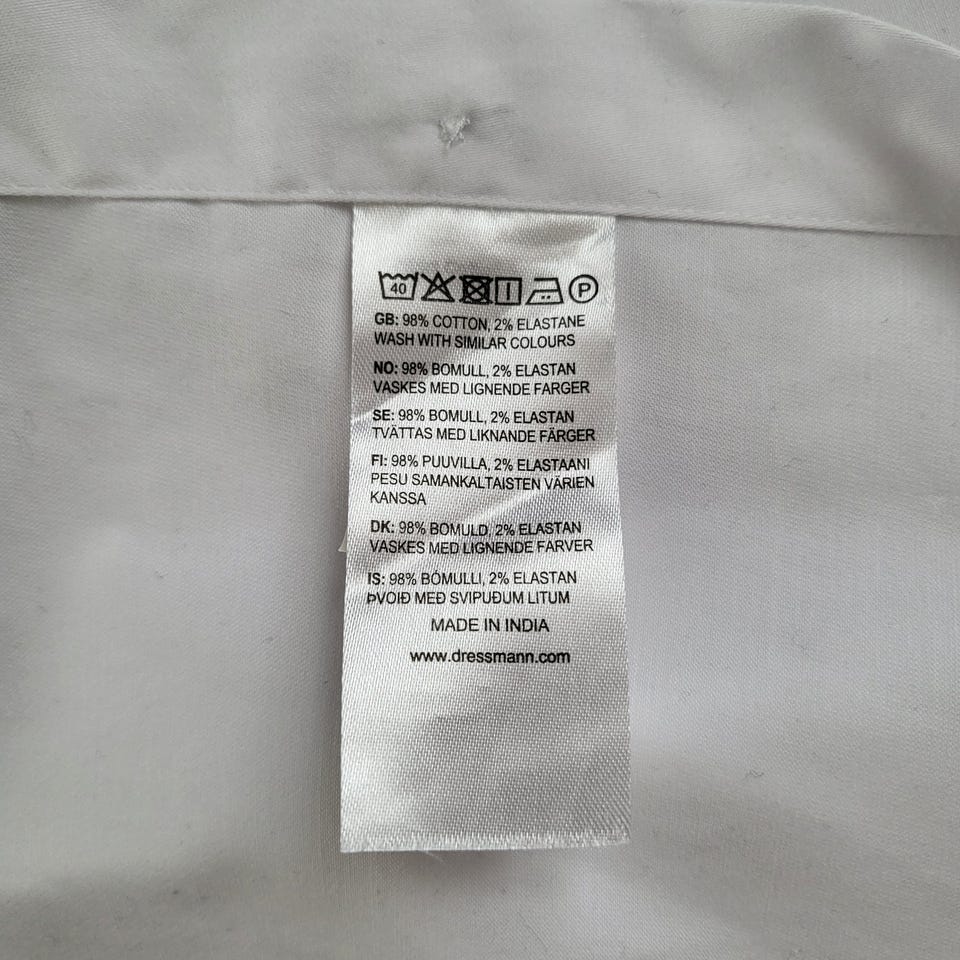 40 P
GB: 98% COTTON, 2% ELASTANE
WASH WITH SIMILAR COLOURS
NO: 98% BOMULL, 2% ELASTAN
VASKES MED LIGNENDE FARGER
SE: 98% BOMULL, 2% ELASTAN
TVÄTTAS MED LIKNANDE FÄRGER
FI: 98% PUUVILLA, 2% ELASTAANI
PESU SAMANKALTAISTEN VÄRIEN
KANSSA
DK: 98% BOMULD, 2% ELASTAN
VASKES MED LIGNENDE FARVER
IS: 98% BÓMULLI, 2% ELASTAN
ÞVOIÐ MEÐ SVIPUÐUM LITUM
MADE IN INDIA
www.dressmann.com